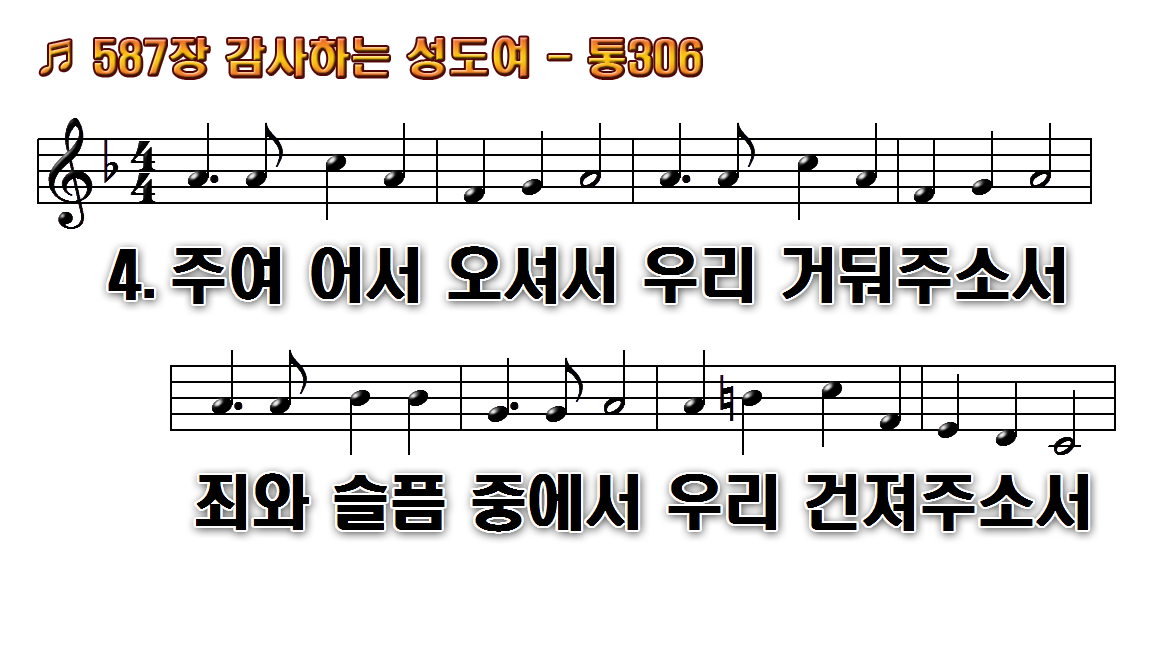 ♬ 587장 감사하는 성도여 - 통306
4
4
4. 주여 어서 오셔서 우리 거둬주소서
죄와 슬픔 중에서 우리 건져주소서